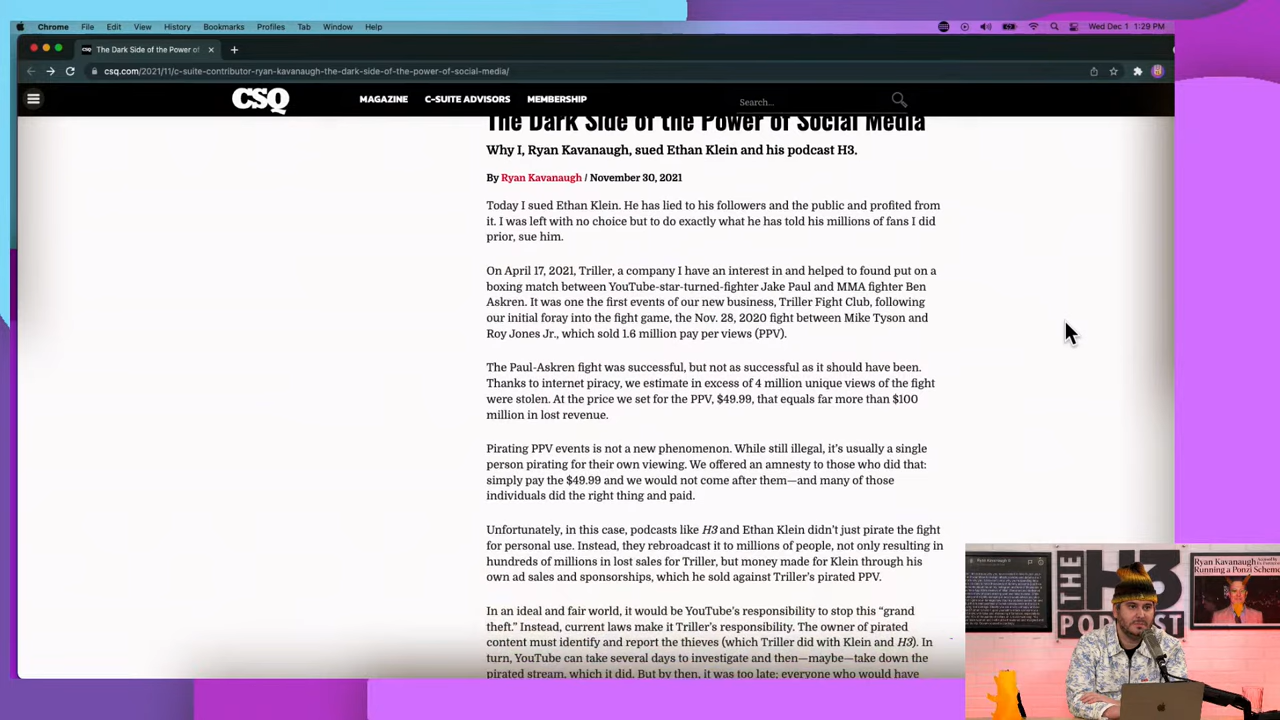 Chrome File Edit View History Bookmarks Profiles Tab Window Help
Wed Dec 1 1:29 PM
The Dark Side of the Power of
csq.com/2021/11/c-suite-contributor-ryan-kavanaugh-the-dark-side-of-the-power-of-social-media/
CSQ
MAGAZINE C-SUITE ADVISORS MEMBERSHIP
Search...
The Dark Side of the Power of Social Media
Why I, Ryan Kavanaugh, sued Ethan Klein and his podcast H3.
By Ryan Kavanaugh / November 30, 2021
Today I sued Ethan Klein. He has lied to his followers and the public and profited from
it. I was left with no choice but to do exactly what he has told his millions of fans I did
prior, sue him.
On April 17, 2021, Triller, a company I have an interest in and helped to found put on a
boxing match between YouTube-star-turned-fighter Jake Paul and MMA fighter Ben
Askren. It was one the first events of our new business, Triller Fight Club, following
our initial foray into the fight game, the Nov. 28, 2020 fight between Mike Tyson and
Roy Jones Jr., which sold 1.6 million pay per views (PPV).
The Paul-Askren fight was successful, but not as successful as it should have been.
Thanks to internet piracy, we estimate in excess of 4 million unique views of the fight
were stolen. At the price we set for the PPV, $49.99, that equals far more than $100
million in lost revenue.
Pirating PPV events is not a new phenomenon. While still illegal, it's usually a single
person pirating for their own viewing. We offered an amnesty to those who did that:
simply pay the $49.99 and we would not come after them—and many of those
individuals did the right thing and paid.
Unfortunately, in this case, podcasts like H3 and Ethan Klein didn't just pirate the fight
for personal use. Instead, they rebroadcast it to millions of people, not only resulting in
hundreds of millions in lost sales for Triller, but money made for Klein through his
own ad sales and sponsorships, which he sold against Triller's pirated PPV.
In an ideal and fair world, it would be YouTube's responsibility to stop this "grand
theft." Instead, current laws make it Triller's responsibility. The owner of pirated
content must identify and report the thieves (which Triller did with Klein and H3). In
turn, YouTube can take several days to investigate and then—maybe—take down the
pirated stream, which it did. But by then, it was too late; everyone who would have
THE
PODCAST
Ryan Kavanaugh
Running a Ponzi Scheme